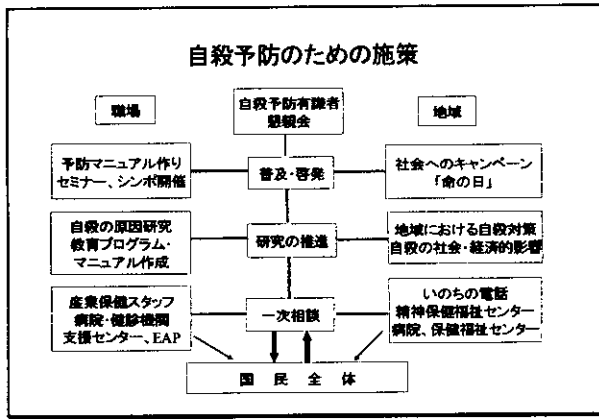 自殺予防のための施策
職場
自殺予防有識者
懇親会
地域
予防マニュアル作り
セミナー、シンポ開催
普及・啓発
社会へのキャンペーン
「命の日」
自殺の原因研究
教育プログラム・
マニュアル作成
研究の推進
地域における自殺対策
自殺の社会・経済的影響
産業保健スタッフ
病院・健診機関
支援センター、EAP
一次相談
いのちの電話
精神保健福祉センター
病院、保健福祉センター
国民全体